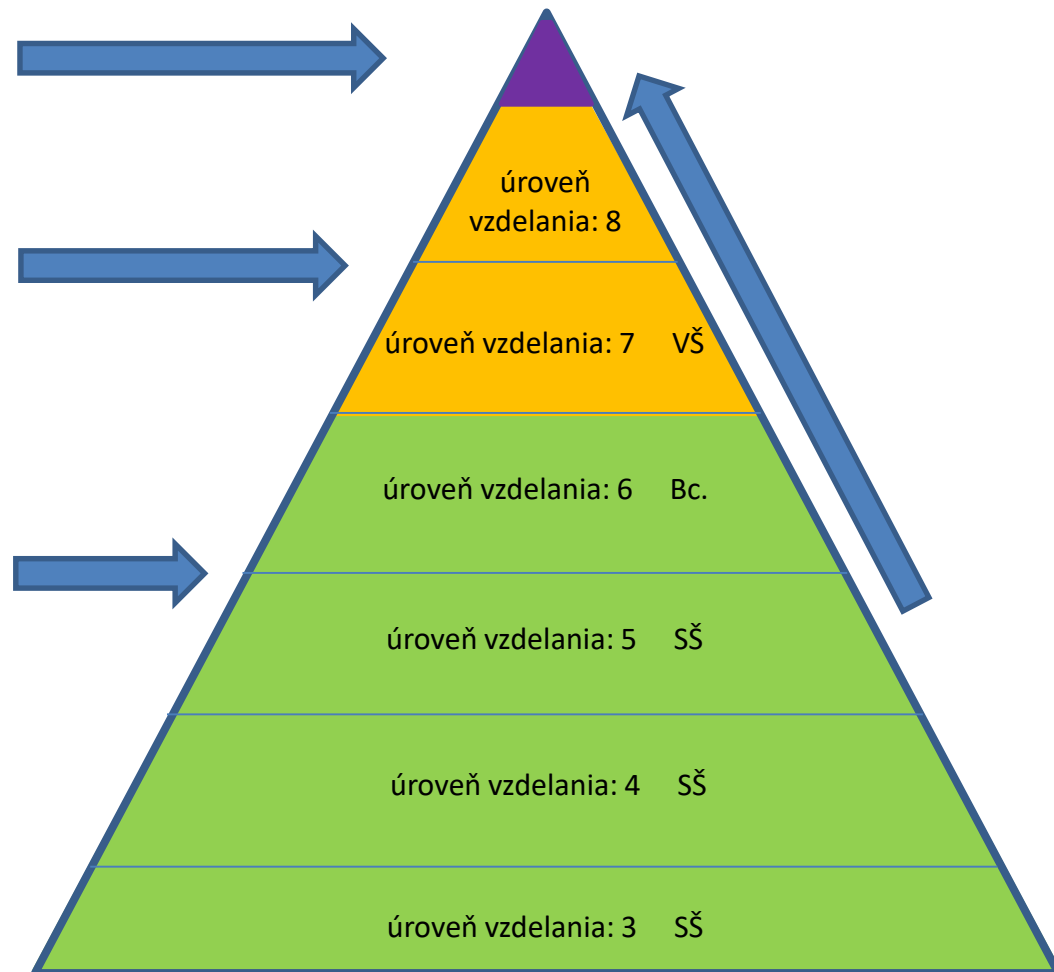 úroveň
vzdelania: 8
úroveň vzdelania: 7 VŠ
úroveň vzdelania: 6 Bc.
úroveň vzdelania: 5 SŠ
úroveň vzdelania: 4 SŠ
úroveň vzdelania: 3 SŠ